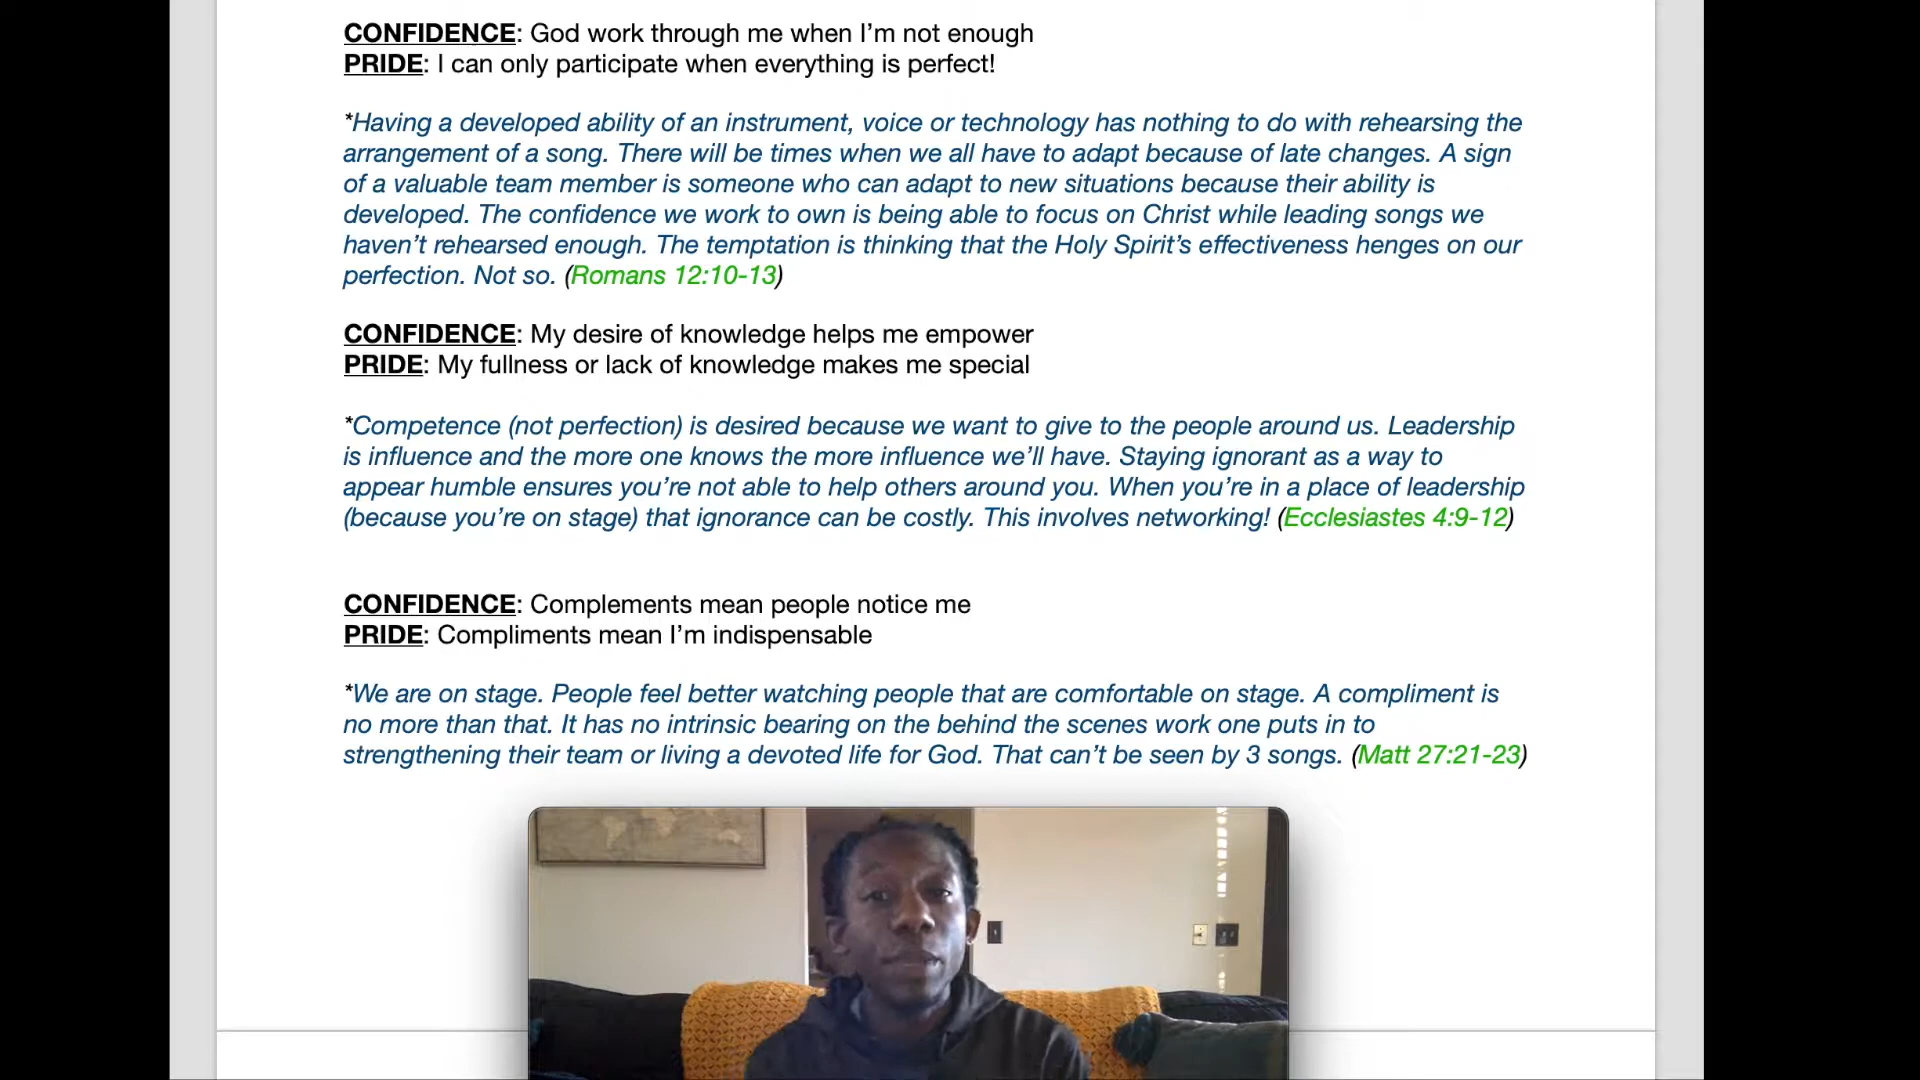 CONFIDENCE: God work through me when I’m not enough
PRIDE: I can only participate when everything is perfect!
*Having a developed ability of an instrument, voice or technology has nothing to do with rehearsing the
arrangement of a song. There will be times when we all have to adapt because of late changes. A sign
of a valuable team member is someone who can adapt to new situations because their ability is
developed. The confidence we work to own is being able to focus on Christ while leading songs we
haven’t rehearsed enough. The temptation is thinking that the Holy Spirit’s effectiveness henges on our
perfection. Not so. (Romans 12:10-13)
CONFIDENCE: My desire of knowledge helps me empower
PRIDE: My fullness or lack of knowledge makes me special
*Competence (not perfection) is desired because we want to give to the people around us. Leadership
is influence and the more one knows the more influence we’ll have. Staying ignorant as a way to
appear humble ensures you’re not able to help others around you. When you’re in a place of leadership
(because you’re on stage) that ignorance can be costly. This involves networking! (Ecclesiastes 4:9-12)
CONFIDENCE: Complements mean people notice me
PRIDE: Compliments mean I’m indispensable
*We are on stage. People feel better watching people that are comfortable on stage. A compliment is
no more than that. It has no intrinsic bearing on the behind the scenes work one puts in to
strengthening their team or living a devoted life for God. That can’t be seen by 3 songs. (Matt 27:21-23)